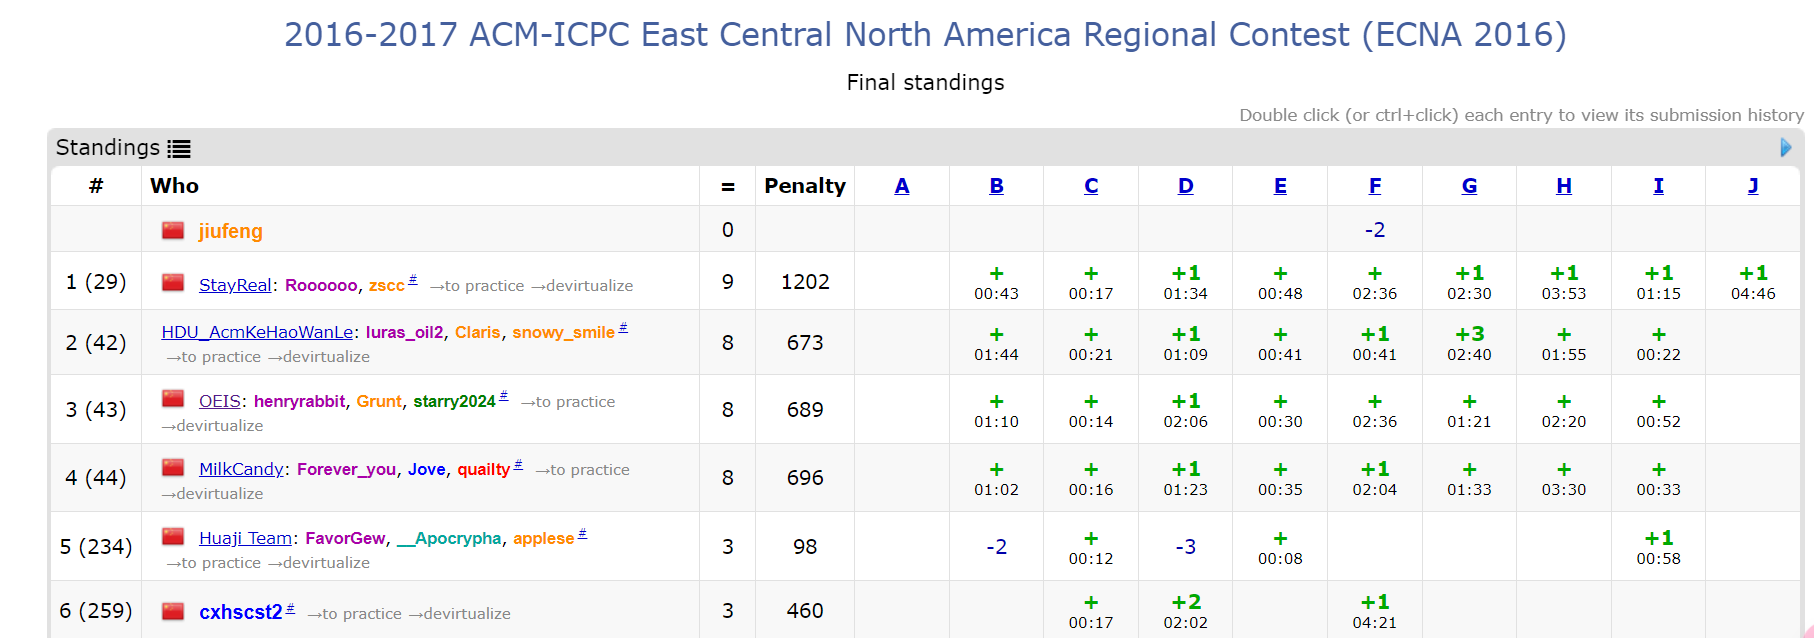 2016-2017 ACM-ICPC East Central North America Regional Contest (ECNA 2016)
Final standings
Double click (or ctrl+click) each entry to view its submission history
Standings
# Who = Penalty A B C D E F G H I J
jiufeng 0 -2
1 (29) StayReal: Roooooo, zscc # →to practice →devirtualize 9 1202 + + +1 + + +1 +1 +1 +1
00:43 00:17 01:34 00:48 02:36 02:30 03:53 01:15 04:46
2 (42) HDU_AcmKeHaoWanLe: luras_oil2, Claris, snowy_smile # 8 673 + + +1 + +1 +3 + +
→to practice →devirtualize 01:44 00:21 01:09 00:41 00:41 02:40 01:55 00:22
3 (43) OEIS: henryrabbit, Grunt, starry2024 # →to practice 8 689 + + +1 + + + + +
→devirtualize 01:10 00:14 02:06 00:30 02:36 01:21 02:20 00:52
4 (44) MilkCandy: Forever_you, Jove, quailty # →to practice 8 696 + + +1 + +1 + + +
→devirtualize 01:02 00:16 01:23 00:35 02:04 01:33 03:30 00:33
5 (234) Huaji Team: FavorGew, __Apocrypha, applese # 3 98 -2 + -3 + +1
→to practice →devirtualize 00:12 00:08 00:58
6 (259) cxhscst2 # →to practice →devirtualize 3 460 + +2 +1
00:17 02:02 04:21